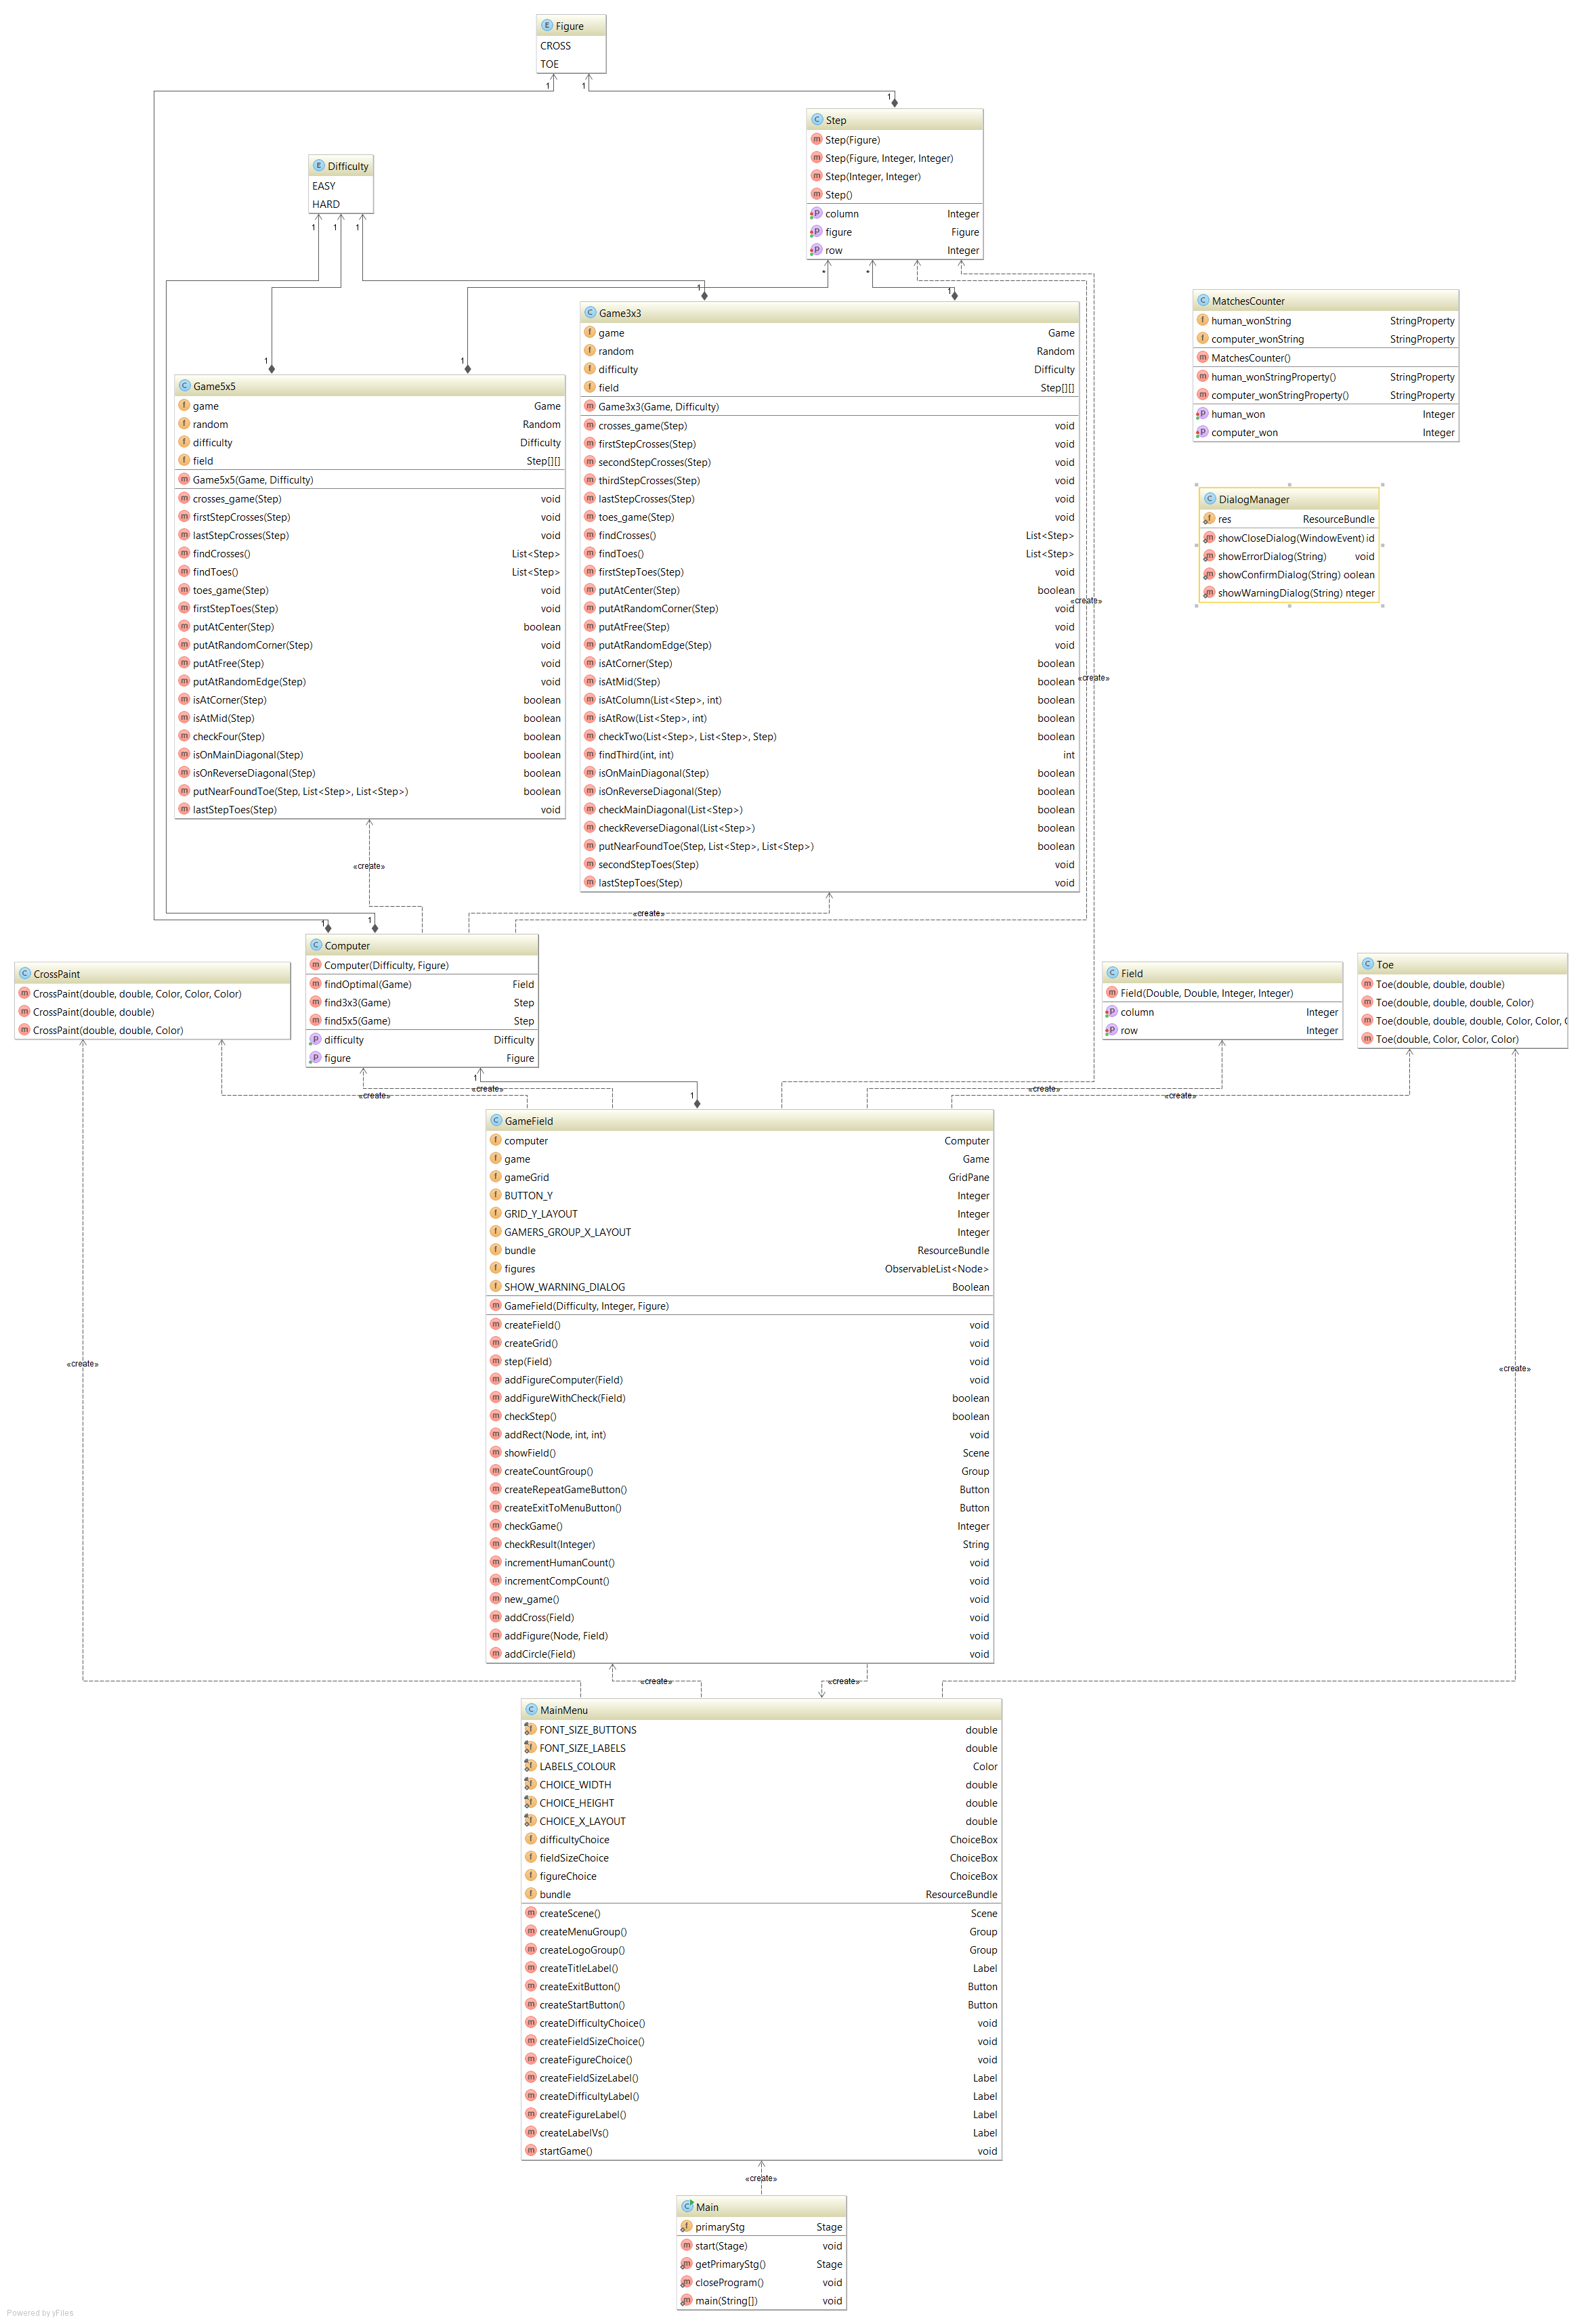 Figure
CROSS
TOE
1
1
1
Step
Step(Figure)
Step(Figure, Integer, Integer)
Step(Integer, Integer)
Step()
column Integer
figure Figure
row Integer
Difficulty
EASY
HARD
1
1
1
*
*
1
1
Game3x3
game Game
random Random
difficulty Difficulty
field Step[][]
Game3x3(Game, Difficulty)
crosses_game(Step) void
firstStepCrosses(Step) void
secondStepCrosses(Step) void
thirdStepCrosses(Step) void
lastStepCrosses(Step) void
toes_game(Step) void
findCrosses() List<Step>
findToes() List<Step>
firstStepToes(Step) void
putAtCenter(Step) boolean
putAtRandomCorner(Step) void
putAtFree(Step) void
putAtRandomEdge(Step) void
isAtCorner(Step) boolean
isAtMid(Step) boolean
isAtColumn(List<Step>, int) boolean
isAtRow(List<Step>, int) boolean
checkTwo(List<Step>, List<Step>, Step) boolean
findThird(int, int) int
isOnMainDiagonal(Step) boolean
isOnReverseDiagonal(Step) boolean
checkMainDiagonal(List<Step>) boolean
checkReverseDiagonal(List<Step>) boolean
putNearFoundToe(Step, List<Step>, List<Step>) boolean
secondStepToes(Step) void
lastStepToes(Step) void
1
1
Game5x5
game Game
random Random
difficulty Difficulty
field Step[][]
Game5x5(Game, Difficulty)
crosses_game(Step) void
firstStepCrosses(Step) void
lastStepCrosses(Step) void
findCrosses() List<Step>
findToes() List<Step>
toes_game(Step) void
firstStepToes(Step) void
putAtCenter(Step) boolean
putAtRandomCorner(Step) void
putAtFree(Step) void
putAtRandomEdge(Step) void
isAtCorner(Step) boolean
isAtMid(Step) boolean
checkFour(Step) boolean
isOnMainDiagonal(Step) boolean
isOnReverseDiagonal(Step) boolean
putNearFoundToe(Step, List<Step>, List<Step>) boolean
lastStepToes(Step) void
MatchesCounter
human_wonString StringProperty
computer_wonString StringProperty
MatchesCounter()
human_wonStringProperty() StringProperty
computer_wonStringProperty() StringProperty
human_won Integer
computer_won Integer
DialogManager
res ResourceBundle
showCloseDialog(WindowEvent) id
showErrorDialog(String) void
showConfirmDialog(String) oolean
showWarningDialog(String) nteger
«create»
«create»
«create»
«create»
1
1
Computer
Computer(Difficulty, Figure)
findOptimal(Game) Field
find3x3(Game) Step
find5x5(Game) Step
difficulty Difficulty
figure Figure
CrossPaint
CrossPaint(double, double, Color, Color, Color)
CrossPaint(double, double)
CrossPaint(double, double, Color)
Field
Field(Double, Double, Integer, Integer)
column Integer
row Integer
Toe
Toe(double, double, double)
Toe(double, double, double, Color)
Toe(double, double, double, Color, Color, C
Toe(double, Color, Color, Color)
1
«create»
«create»
«create»
«create»
1
GameField
computer Computer
game Game
gameGrid GridPane
BUTTON_Y Integer
GRID_Y_LAYOUT Integer
GAMERS_GROUP_X_LAYOUT Integer
bundle ResourceBundle
figures ObservableList<Node>
SHOW_WARNING_DIALOG Boolean
GameField(Difficulty, Integer, Figure)
createField() void
createGrid() void
step(Field) void
addFigureComputer(Field) void
addFigureWithCheck(Field) boolean
checkStep() boolean
addRect(Node, int, int) void
showField() Scene
createCountGroup() Group
createRepeatGameButton() Button
createExitToMenuButton() Button
checkGame() Integer
checkResult(Integer) String
incrementHumanCount() void
incrementCompCount() void
new_game() void
addCross(Field) void
addFigure(Node, Field) void
addCircle(Field) void
«create»
«create»
«create»
«create»
MainMenu
FONT_SIZE_BUTTONS double
FONT_SIZE_LABELS double
LABELS_COLOUR Color
CHOICE_WIDTH double
CHOICE_HEIGHT double
CHOICE_X_LAYOUT double
difficultyChoice ChoiceBox
fieldSizeChoice ChoiceBox
figureChoice ChoiceBox
bundle ResourceBundle
createScene() Scene
createMenuGroup() Group
createLogoGroup() Group
createTitleLabel() Label
createExitButton() Button
createStartButton() Button
createDifficultyChoice() void
createFieldSizeChoice() void
createFigureChoice() void
createFieldSizeLabel() Label
createDifficultyLabel() Label
createFigureLabel() Label
createLabelVs() Label
startGame() void
«create»
Main
primaryStg Stage
start(Stage) void
getPrimaryStg() Stage
closeProgram() void
main(String[]) void
Powered by yFiles